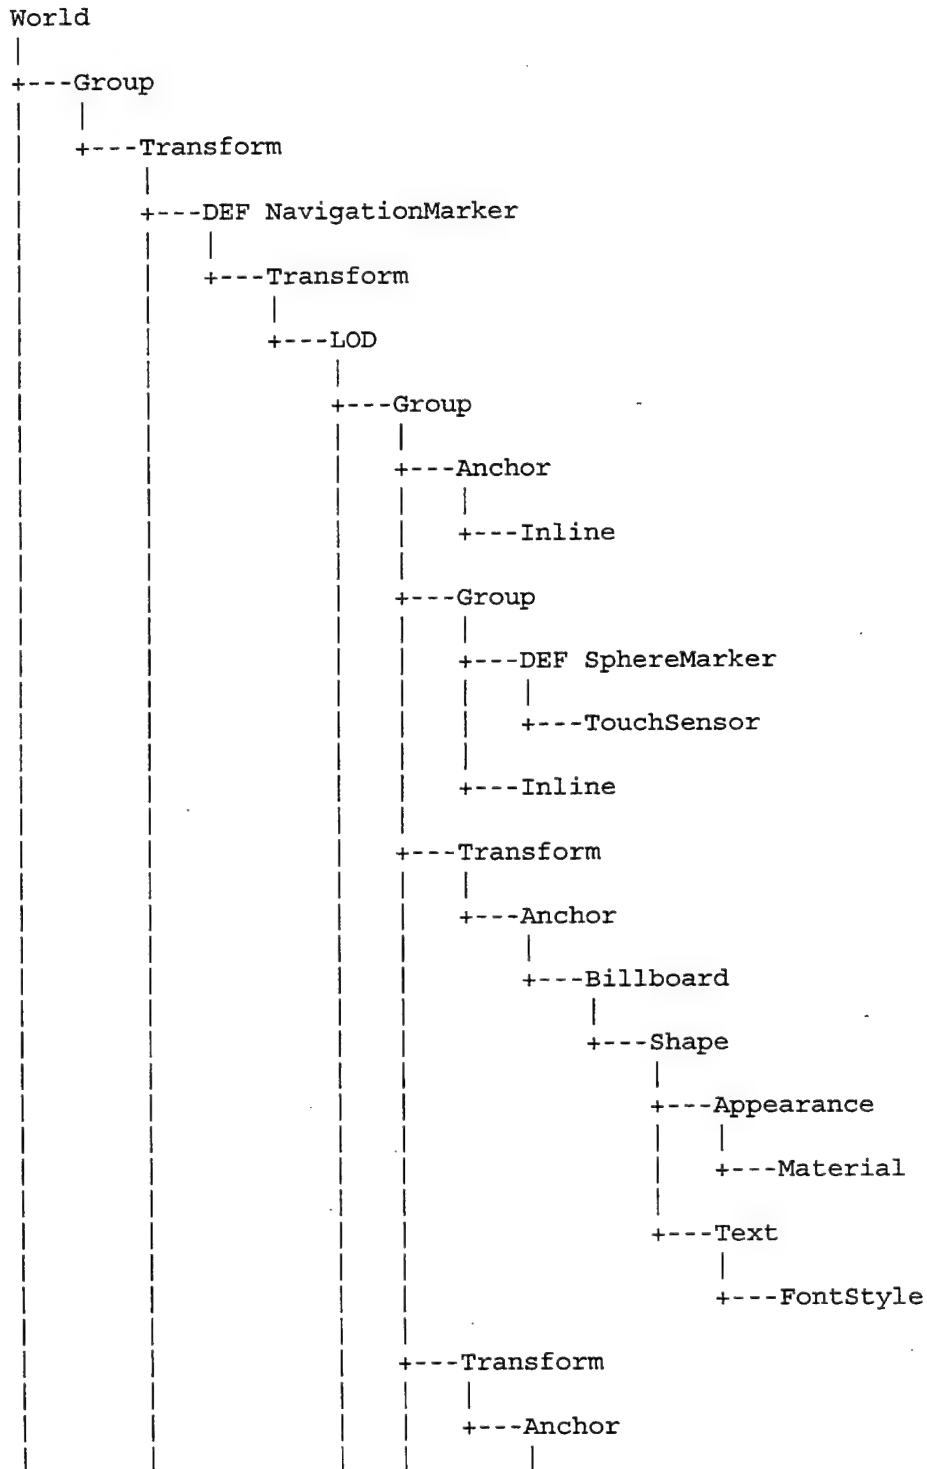 World
|
+---Group
|   |
|   +---Transform
|       |
|       +---DEF NavigationMarker
|       |   |
|       |   +---Transform
|       |       |
|       |       +---LOD
|       |           |
|       |           +---Group
|       |           |   |
|       |           |   +---Anchor
|       |           |   |   |
|       |           |   |   +---Inline
|       |           |   |
|       |           |   +---Group
|       |           |   |   |
|       |           |   |   +---DEF SphereMarker
|       |           |   |   |   |
|       |           |   |   |   +---TouchSensor
|       |           |   |   |
|       |           |   |   +---Inline
|       |           |   |
|       |           |   +---Transform
|       |           |   |   |
|       |           |   |   +---Anchor
|       |           |   |       |
|       |           |   |       +---Billboard
|       |           |   |           |
|       |           |   |           +---Shape
|       |           |   |               |
|       |           |   |               +---Appearance
|       |           |   |               |   |
|       |           |   |               |   +---Material
|       |           |   |               |
|       |           |   |               +---Text
|       |           |   |                   |
|       |           |   |                   +---FontStyle
|       |           |   |
|       |           |   +---Transform
|       |           |   |   |
|       |           |   |   +---Anchor
|       |           |   |       |